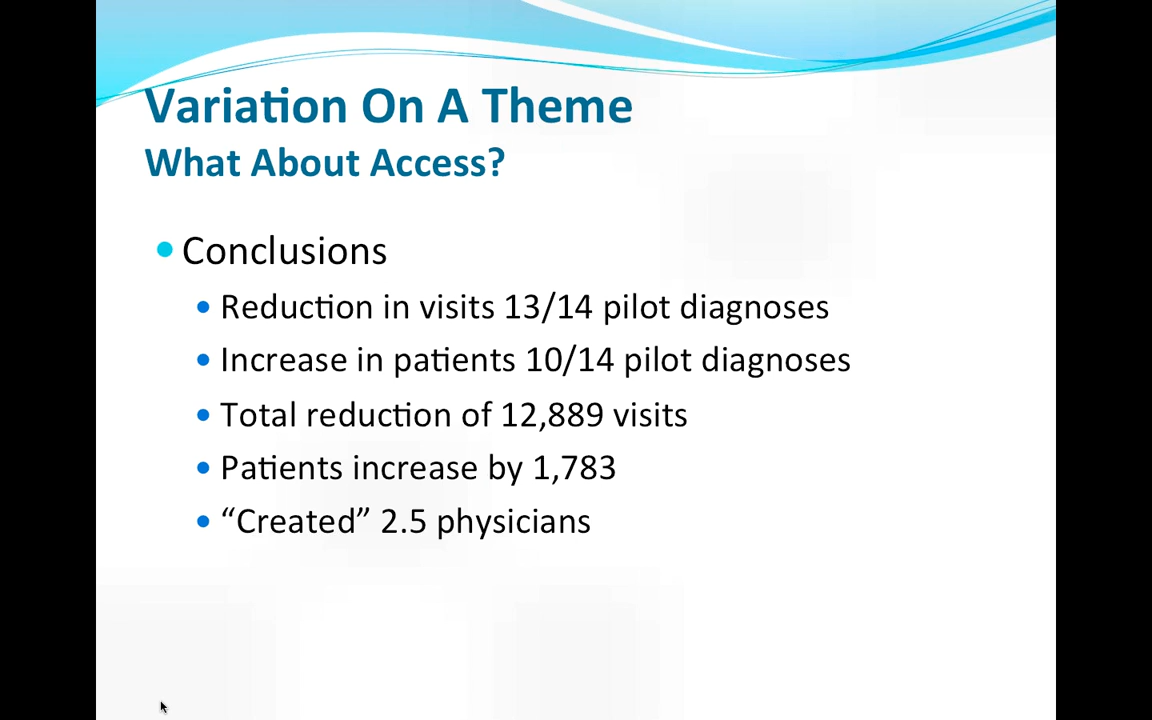 Variation On A Theme
What About Access?
Conclusions
Reduction in visits 13/14 pilot diagnoses
Increase in patients 10/14 pilot diagnoses
Total reduction of 12,889 visits
Patients increase by 1,783
“Created” 2.5 physicians